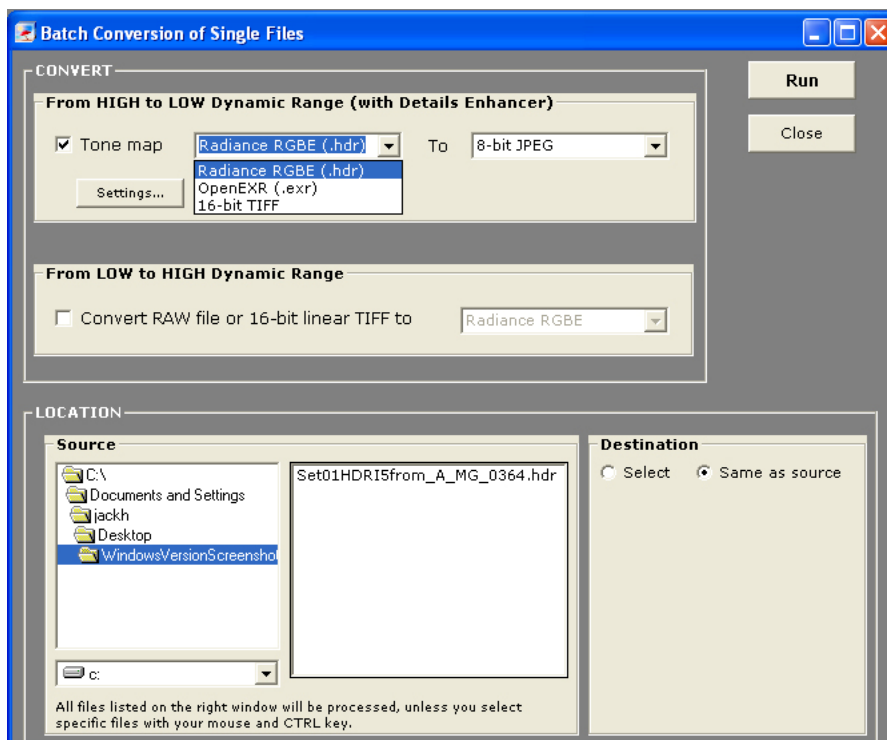 Batch Conversion of Single Files
CONVERT
Run
From HIGH to LOW Dynamic Range (with Details Enhancer)
Tone map
Radiance RGBE (.hdr)
To
8-bit JPEG
Close
Radiance RGBE (.hdr)
OpenEXR (.exr)
16-bit TIFF
Settings...
From LOW to HIGH Dynamic Range
Convert RAW file or 16-bit linear TIFF to
Radiance RGBE
LOCATION
Source
C:\
Documents and Settings
jackh
Desktop
WindowsVersionScreensho
c:
Set01HDRI5from_A_MG_0364.hdr
All files listed on the right window will be processed, unless you select
specific files with your mouse and CTRL key.
Destination
Select
Same as source